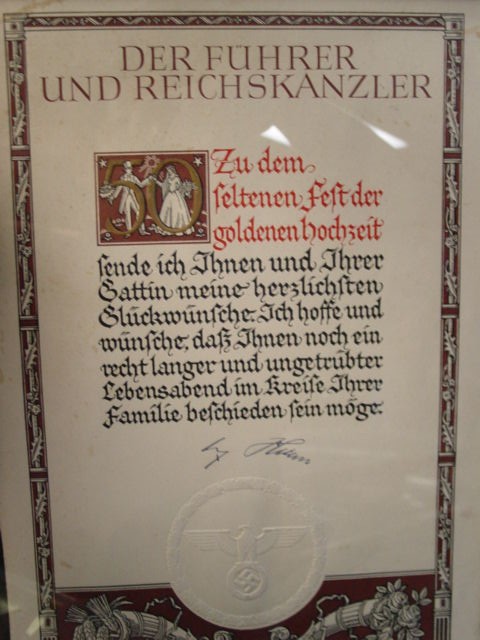 DER FÜHRER
UND REICHSKANZLER
50
Zu dem
seltenen Fest der
goldenen Hochzeit
sende ich Ihnen und Ihrer
Gattin meine herzlichsten
Glückwünsche. Ich hoffe und
wünsche, daß Ihnen noch ein
recht langer und ungetrübter
Lebensabend im Kreise Ihrer
Familie beschieden sein möge.